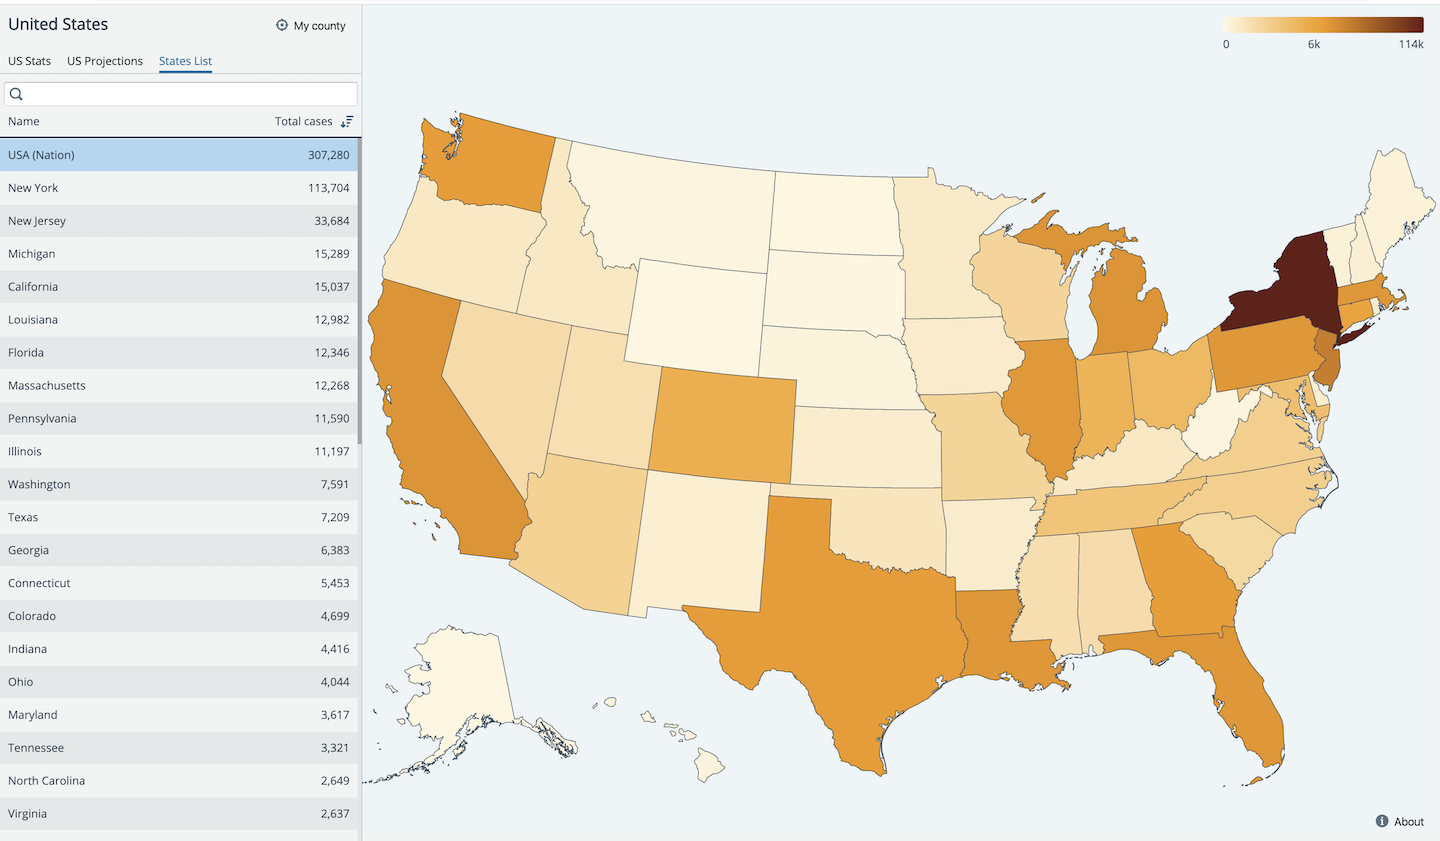 United States
My county
US Stats US Projections States List
Name Total cases
USA (Nation) 307,280
New York 113,704
New Jersey 33,684
Michigan 15,289
California 15,037
Louisiana 12,982
Florida 12,346
Massachusetts 12,268
Pennsylvania 11,590
Illinois 11,197
Washington 7,591
Texas 7,209
Georgia 6,383
Connecticut 5,453
Colorado 4,699
Indiana 4,416
Ohio 4,044
Maryland 3,617
Tennessee 3,321
North Carolina 2,649
Virginia 2,637
0 6k 114k
About